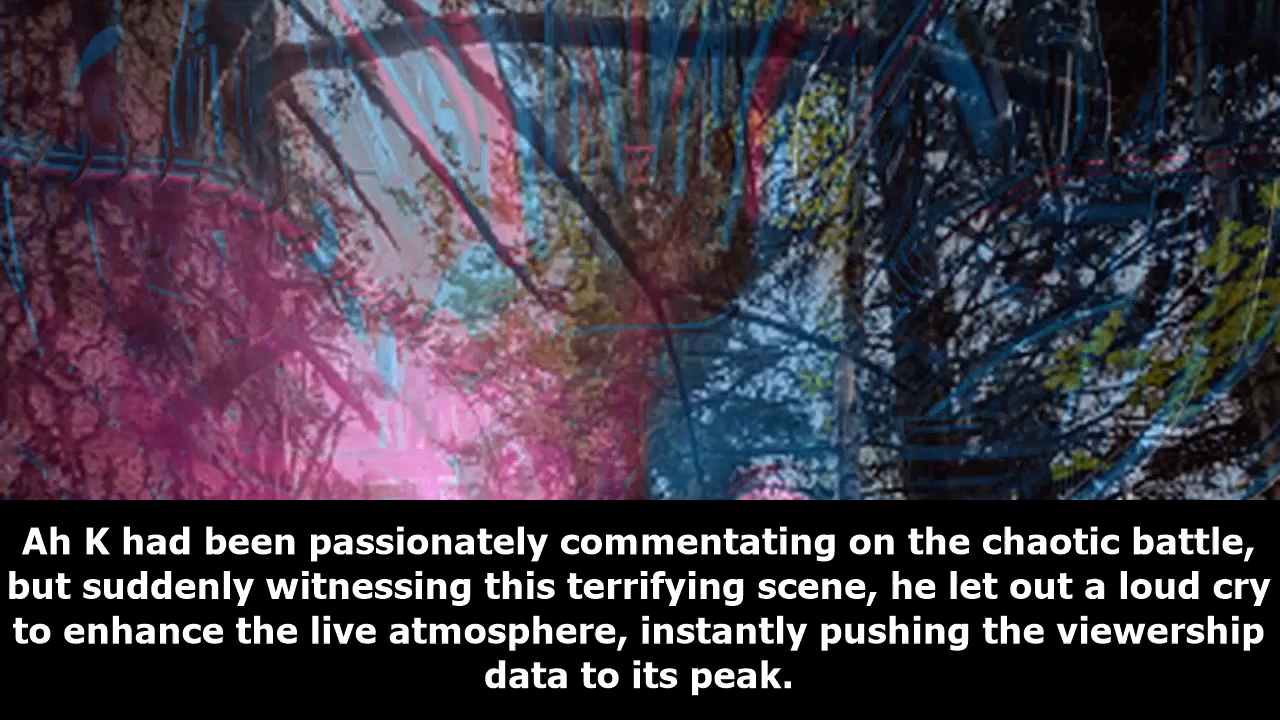 Ah K had been passionately commentating on the chaotic battle,
but suddenly witnessing this terrifying scene, he let out a loud cry
to enhance the live atmosphere, instantly pushing the viewership
data to its peak.